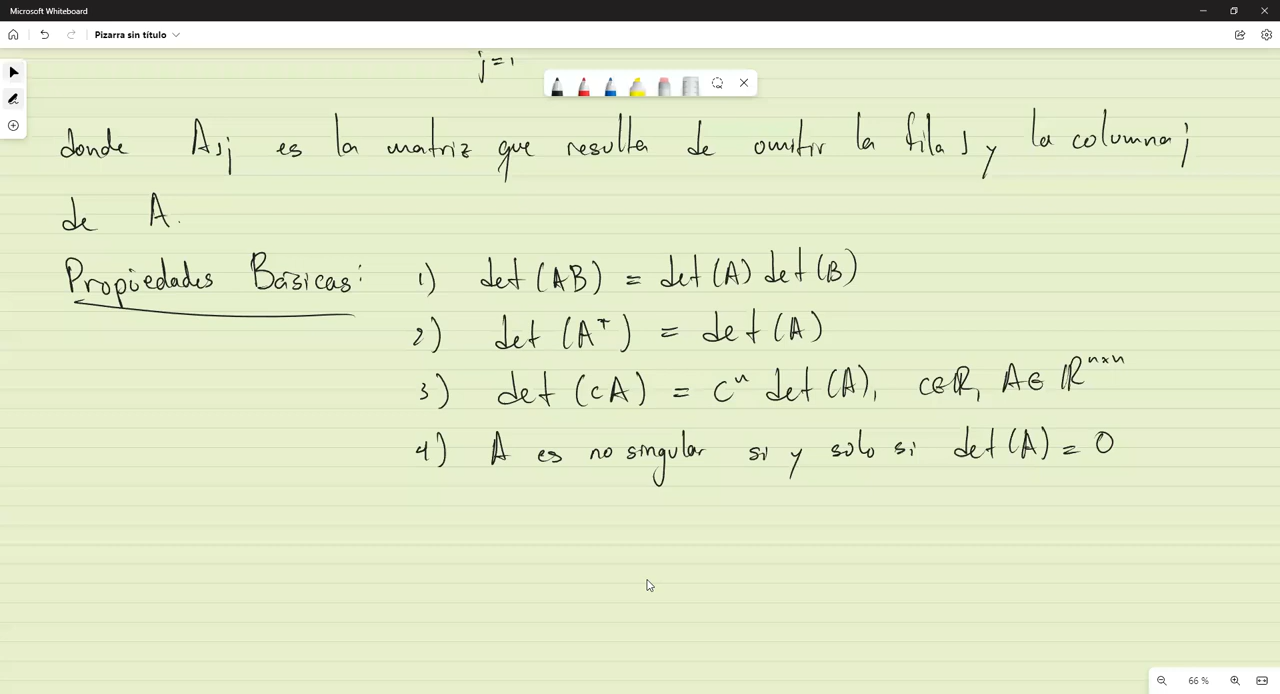 Microsoft Whiteboard
Pizarra sin título
j=1
donde A1j es la matriz que resulta de omitir la fila 1 y la columna j
de A.
Propiedades Básicas:
1) det(AB) = det(A) det(B)
2) det(Aᵀ) = det(A)
3) det(cA) = cⁿ det(A), c∈ℝ, A∈ ℝⁿˣⁿ
4) A es no singular si y solo si det(A) = 0
66 %